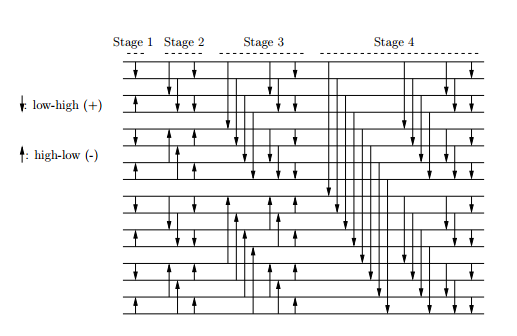 Stage 1 Stage 2 Stage 3 Stage 4
: low-high (+)
: high-low (-)